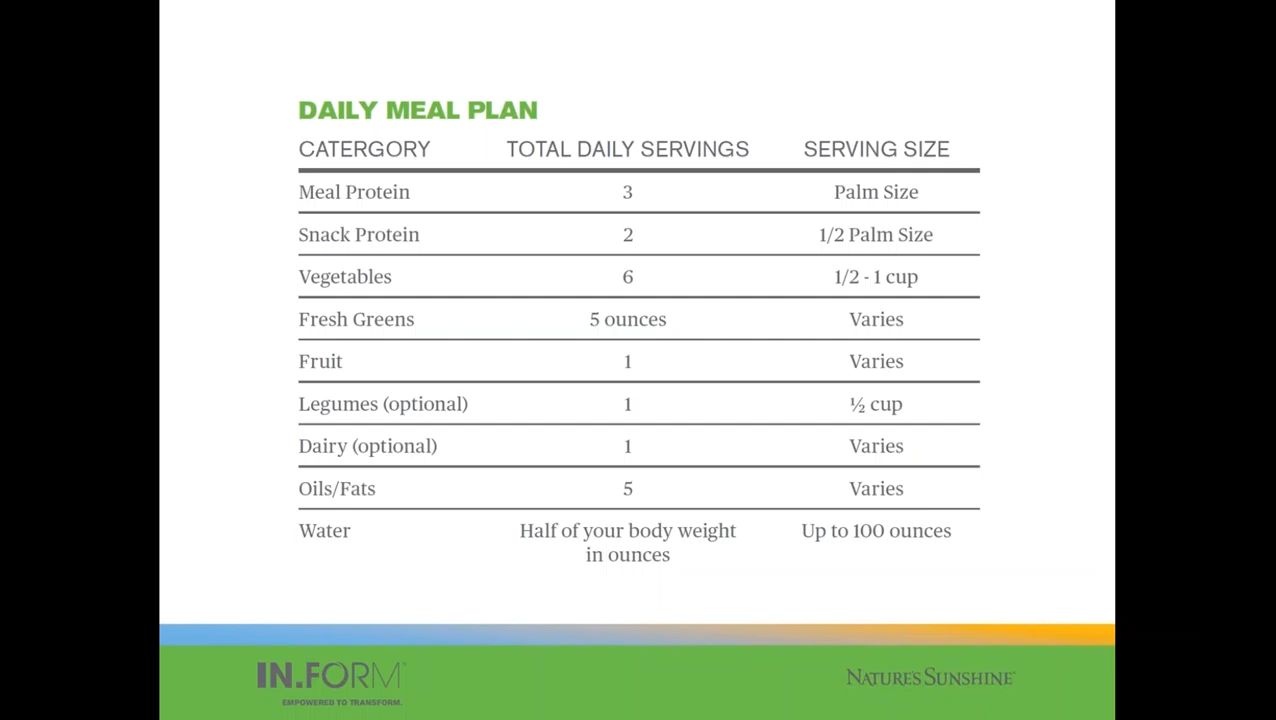 DAILY MEAL PLAN
CATERGORY TOTAL DAILY SERVINGS SERVING SIZE
Meal Protein 3 Palm Size
Snack Protein 2 1/2 Palm Size
Vegetables 6 1/2 - 1 cup
Fresh Greens 5 ounces Varies
Fruit 1 Varies
Legumes (optional) 1 ½ cup
Dairy (optional) 1 Varies
Oils/Fats 5 Varies
Water Half of your body weight Up to 100 ounces
in ounces
IN.FORM®
EMPOWERED TO TRANSFORM.
NATURE'S SUNSHINE®